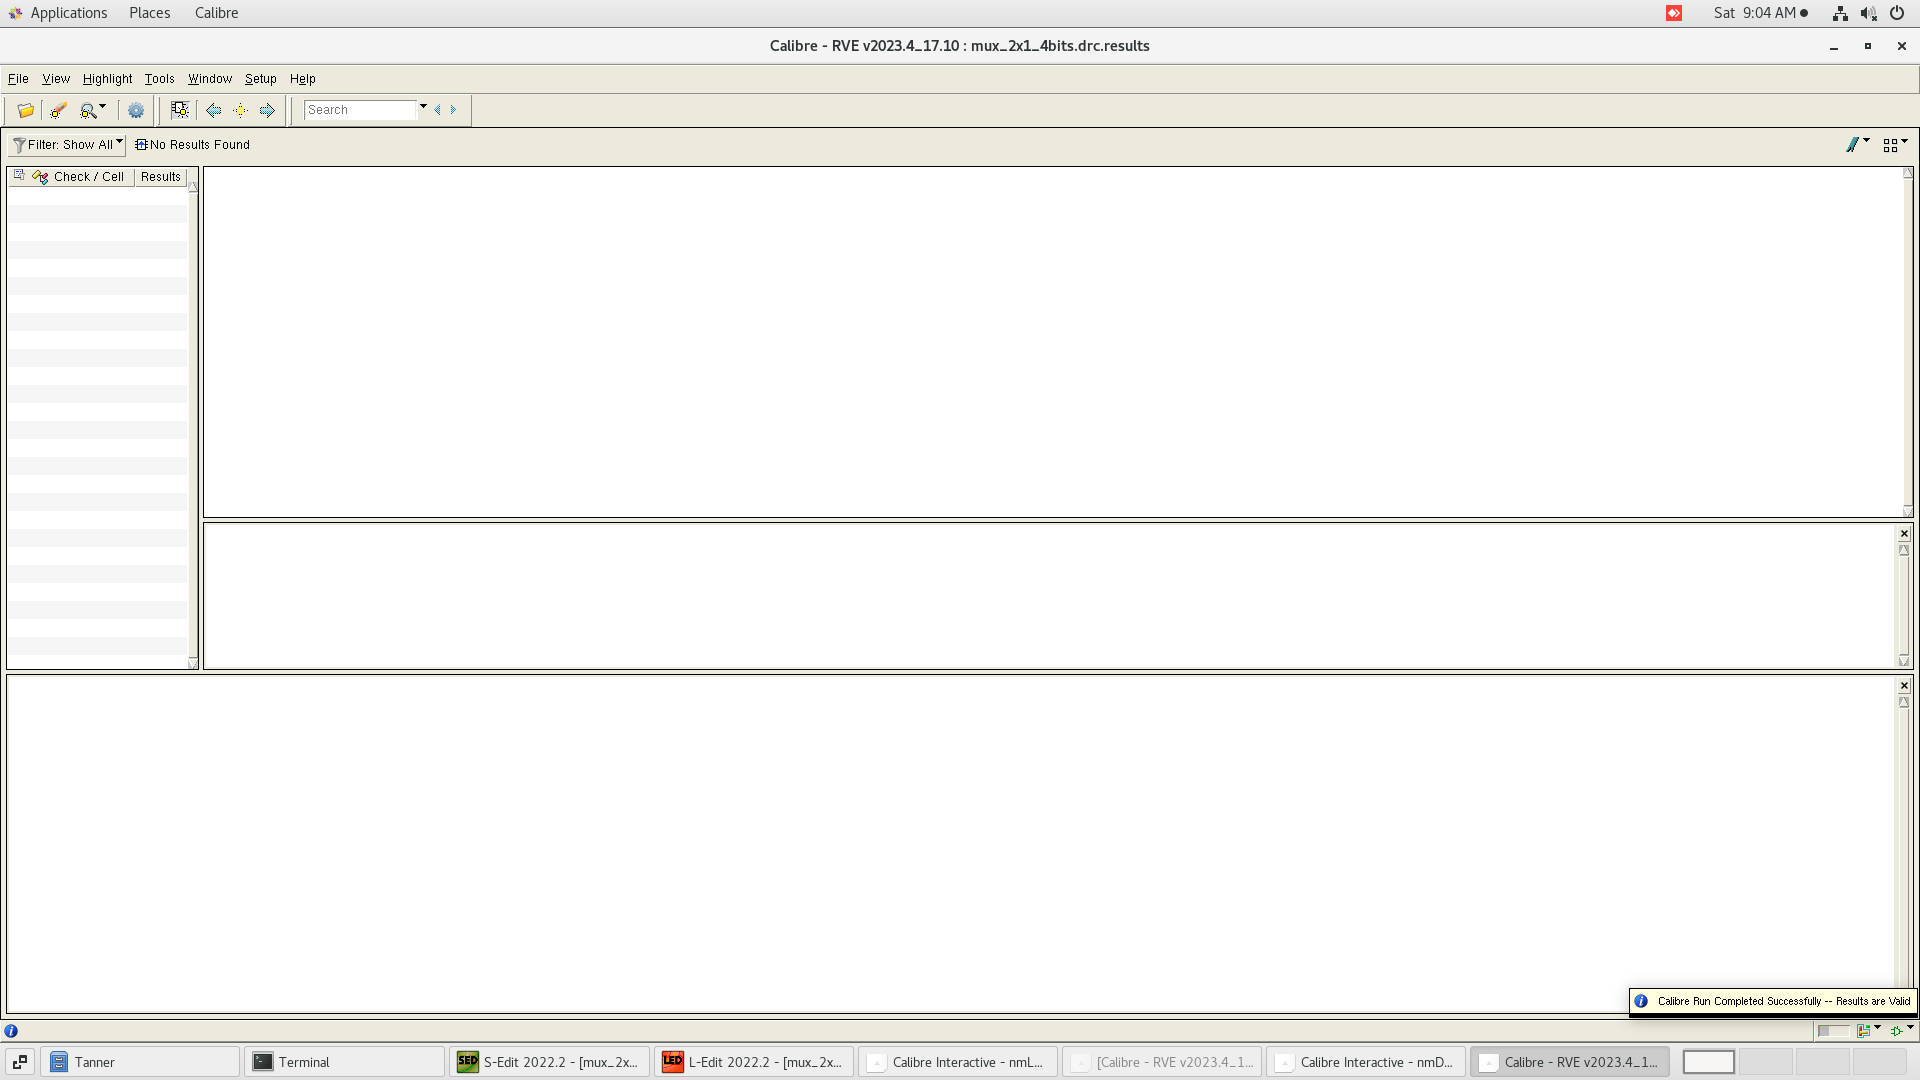 Applications Places Calibre Sat 9:04 AM
Calibre - RVE v2023.4_17.10 : mux_2x1_4bits.drc.results
File View Highlight Tools Window Setup Help
Search
Filter: Show All No Results Found
Check / Cell Results
Calibre Run Completed Successfully -- Results are Valid
Tanner Terminal S-Edit 2022.2 - [mux_2x... L-Edit 2022.2 - [mux_2x... Calibre Interactive - nmL... [Calibre - RVE v2023.4_1... Calibre Interactive - nmD... Calibre - RVE v2023.4_1...